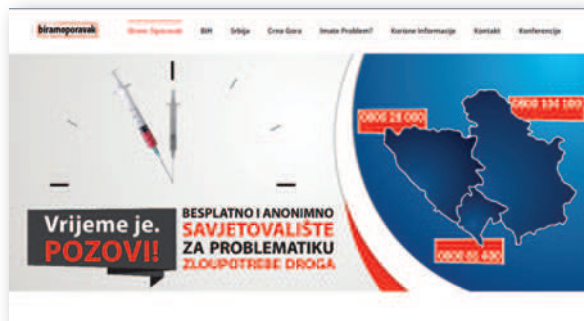 biramoporavak
Biram Oporavak BiH Srbija Crna Gora Imate Problem? Korisne informacije Kontakt Konferencije
0800 104 100
Vrijeme je.
POZOVI!
BESPLATNO I ANONIMNO
SAVJETOVALIŠTE
ZA PROBLEMATIKU
ZLOUPOTREBE DROGA